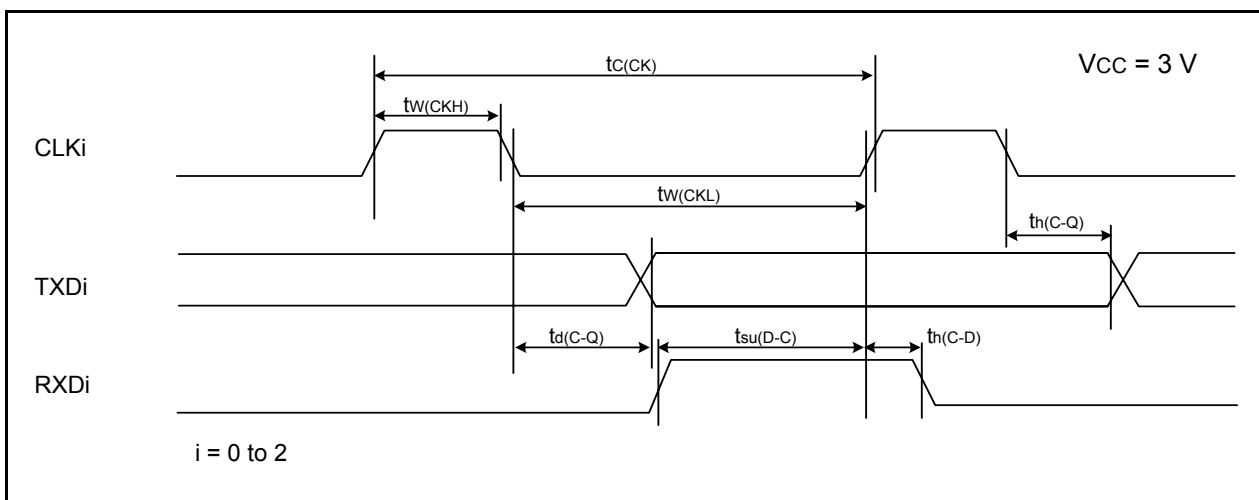 tC(CK)
VCC = 3 V
tW(CKH)
CLKi
tW(CKL)
th(C-Q)
TXDi
td(C-Q)
tsu(D-C)
th(C-D)
RXDi
i = 0 to 2